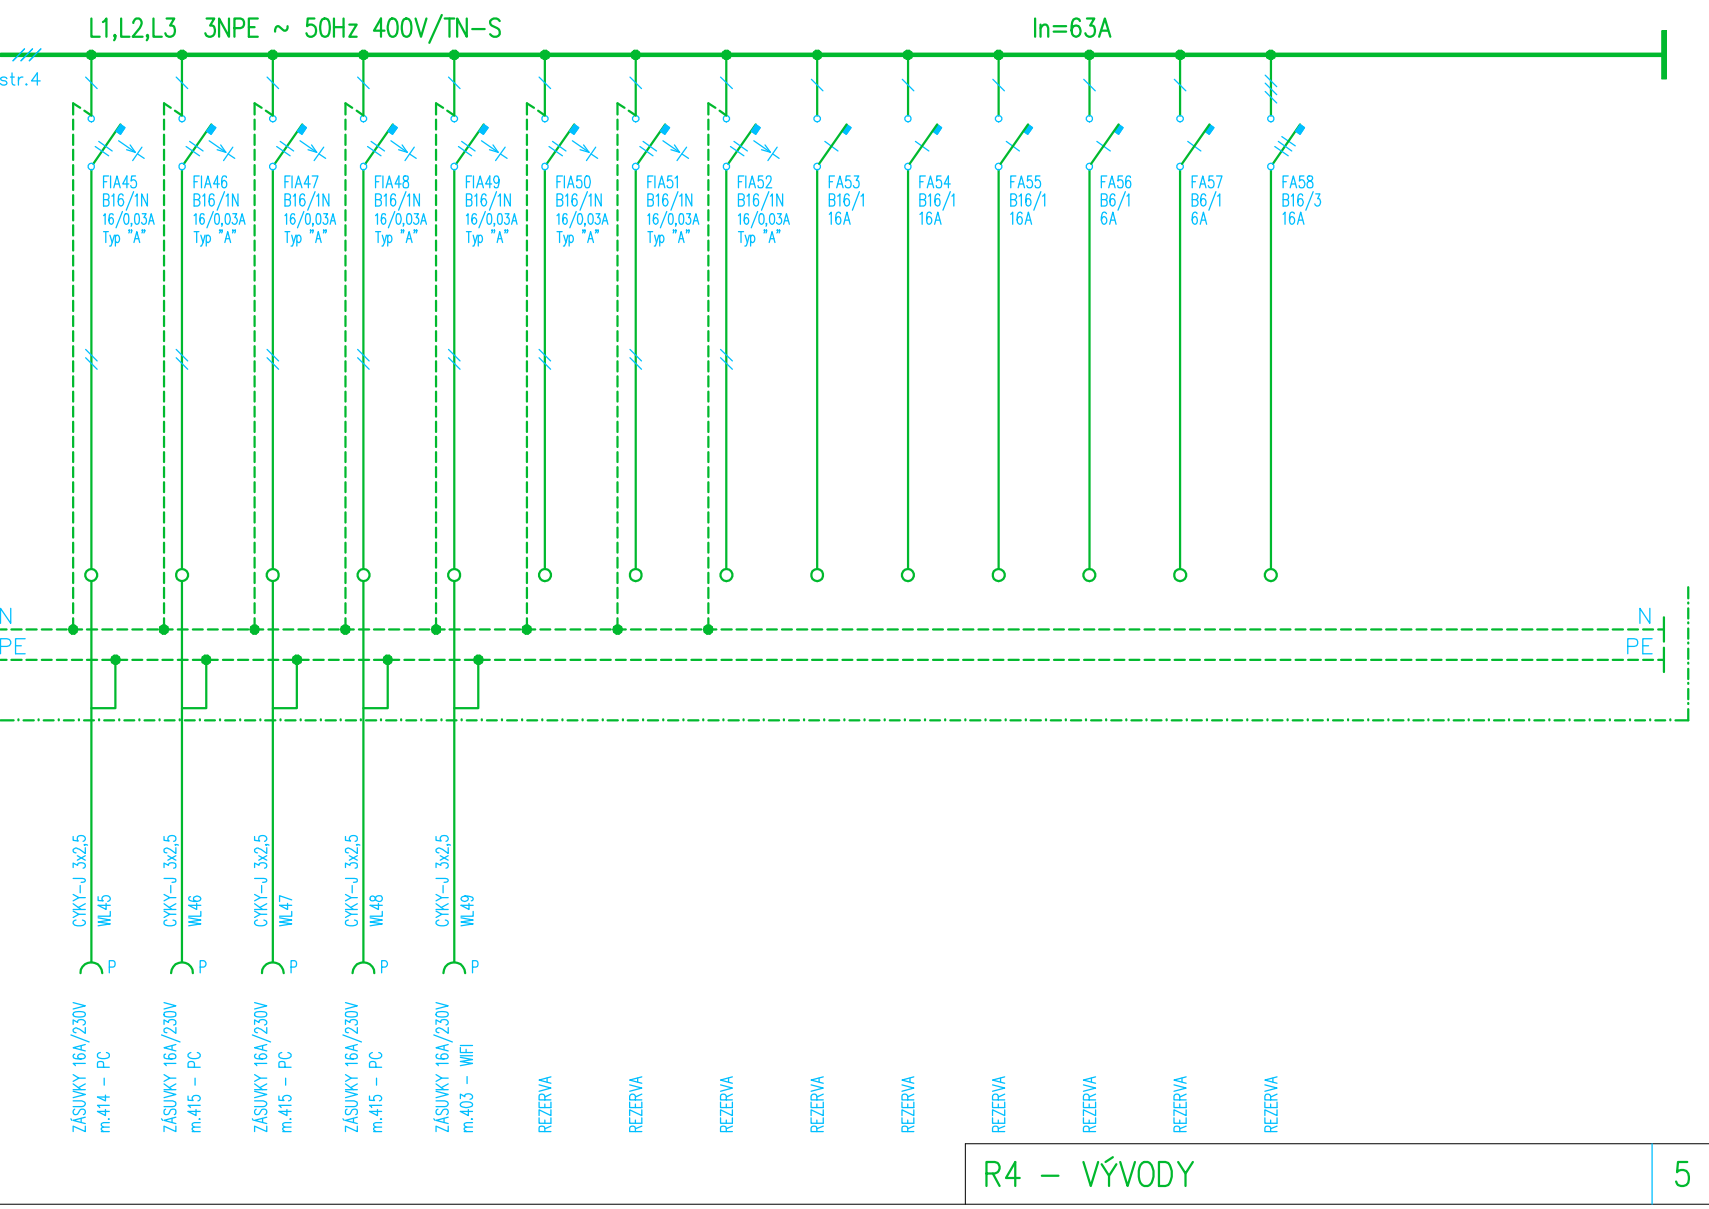 L1,L2,L3 3NPE ~ 50Hz 400V/TN-S
In=63A
str.4
FIA45
B16/1N
16/0,03A
Typ "A"
FIA46
B16/1N
16/0,03A
Typ "A"
FIA47
B16/1N
16/0,03A
Typ "A"
FIA48
B16/1N
16/0,03A
Typ "A"
FIA49
B16/1N
16/0,03A
Typ "A"
FIA50
B16/1N
16/0,03A
Typ "A"
FIA51
B16/1N
16/0,03A
Typ "A"
FIA52
B16/1N
16/0,03A
Typ "A"
FA53
B16/1
16A
FA54
B16/1
16A
FA55
B16/1
16A
FA56
B6/1
6A
FA57
B6/1
6A
FA58
B16/3
16A
N
PE
N
PE
CYKY-J 3x2,5
WL45
CYKY-J 3x2,5
WL46
CYKY-J 3x2,5
WL47
CYKY-J 3x2,5
WL48
CYKY-J 3x2,5
WL49
P
P
P
P
P
ZÁSUVKY 16A/230V
m.414 - PC
ZÁSUVKY 16A/230V
m.415 - PC
ZÁSUVKY 16A/230V
m.415 - PC
ZÁSUVKY 16A/230V
m.415 - PC
ZÁSUVKY 16A/230V
m.403 - WIFI
REZERVA
REZERVA
REZERVA
REZERVA
REZERVA
REZERVA
REZERVA
REZERVA
REZERVA
R4 - VÝVODY
5